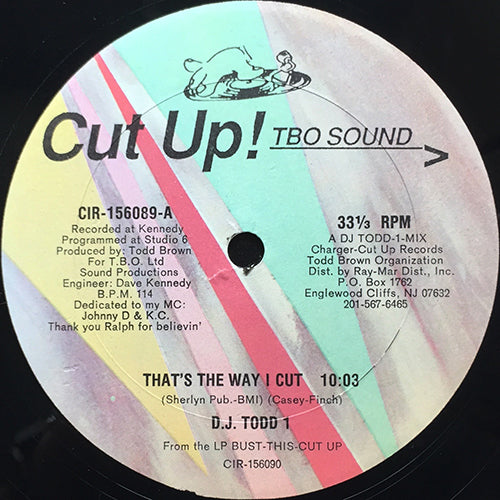 Cut Up! TBO SOUND >
CIR-156089-A
Recorded at Kennedy
Programmed at Studio 6
Produced by: Todd Brown
For T.B.O. Ltd
Sound Productions
Engineer: Dave Kennedy
B.P.M. 114
Dedicated to my MC:
Johnny D & K.C.
Thank you Ralph for believin'
33⅓ RPM
A DJ TODD-1-MIX
Charger-Cut Up Records
Todd Brown Organization
Dist. by Ray-Mar Dist., Inc.
P.O. Box 1762
Englewood Cliffs, NJ 07632
201-567-6465
THAT'S THE WAY I CUT 10:03
(Sherlyn Pub.-BMI) (Casey-Finch)
D.J. TODD 1
From the LP BUST-THIS-CUT UP
CIR-156090